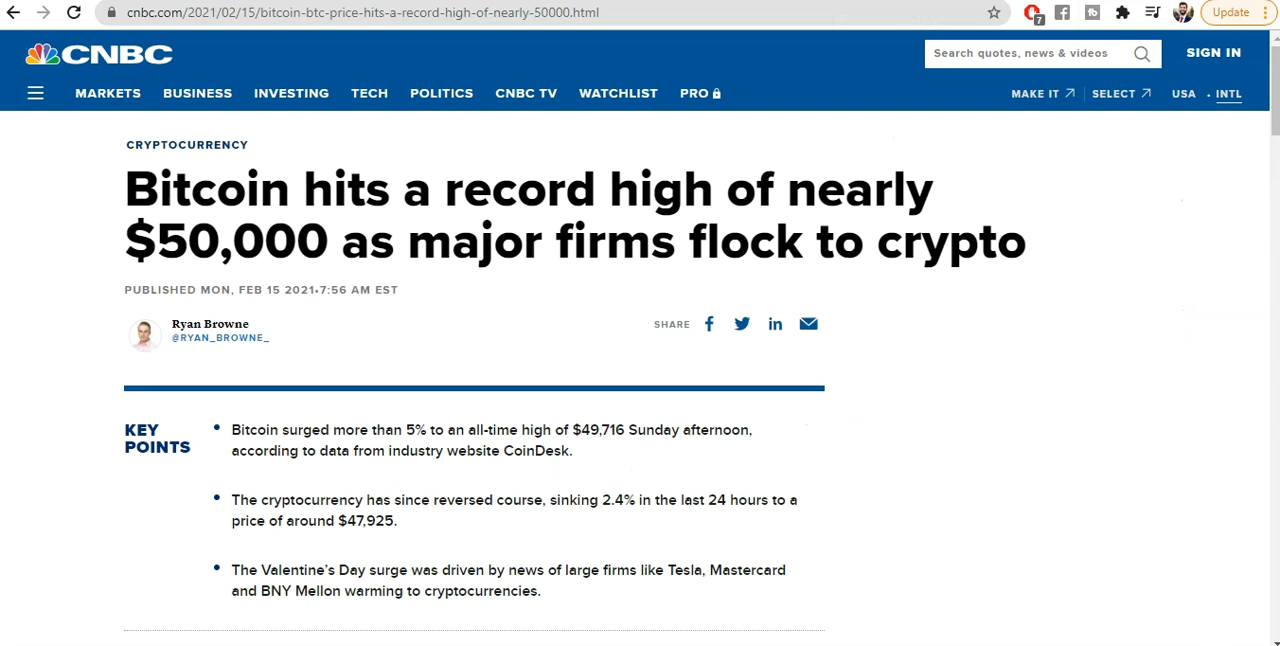 cnbc.com/2021/02/15/bitcoin-btc-price-hits-a-record-high-of-nearly-50000.html
7
Update
CNBC
Search quotes, news & videos
SIGN IN
MARKETS BUSINESS INVESTING TECH POLITICS CNBC TV WATCHLIST PRO
MAKE IT SELECT USA • INTL
CRYPTOCURRENCY
Bitcoin hits a record high of nearly
$50,000 as major firms flock to crypto
PUBLISHED MON, FEB 15 2021•7:56 AM EST
Ryan Browne
@RYAN_BROWNE_
SHARE
KEY
POINTS
• Bitcoin surged more than 5% to an all-time high of $49,716 Sunday afternoon,
according to data from industry website CoinDesk.
• The cryptocurrency has since reversed course, sinking 2.4% in the last 24 hours to a
price of around $47,925.
• The Valentine's Day surge was driven by news of large firms like Tesla, Mastercard
and BNY Mellon warming to cryptocurrencies.